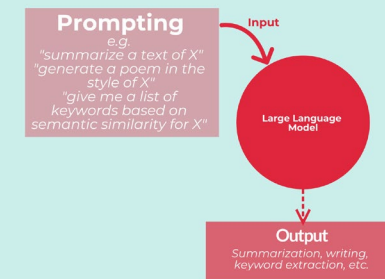 Prompting
e.g.
"summarize a text of X"
"generate a poem in the
style of X"
"give me a list of
keywords based on
semantic similarity for X"
Input
Large Language
Model
Output
Summarization, writing,
keyword extraction, etc.